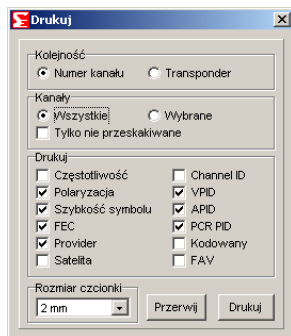 Drukuj
Kolejność
Numer kanału Transponder
Kanały
Wszystkie Wybrane
Tylko nie przeskakiwane
Drukuj
Częstotliwość Channel ID
Polaryzacja VPID
Szybkość symbolu APID
FEC PCR PID
Provider Kodowany
Satelita FAV
Rozmiar czcionki
2 mm Przerwij Drukuj